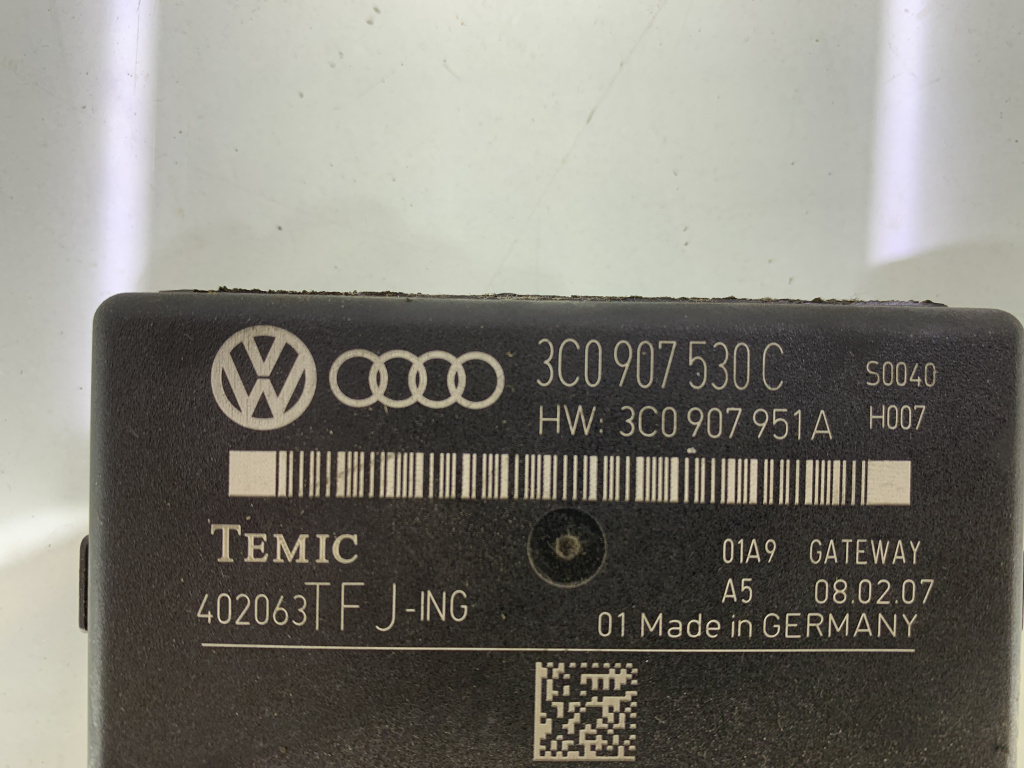 3C0 907 530 C S0040
HW: 3C0 907 951 A H007
TEMIC
01A9 GATEWAY
A5 08.02.07
402063TFJ-ING
01 Made in GERMANY